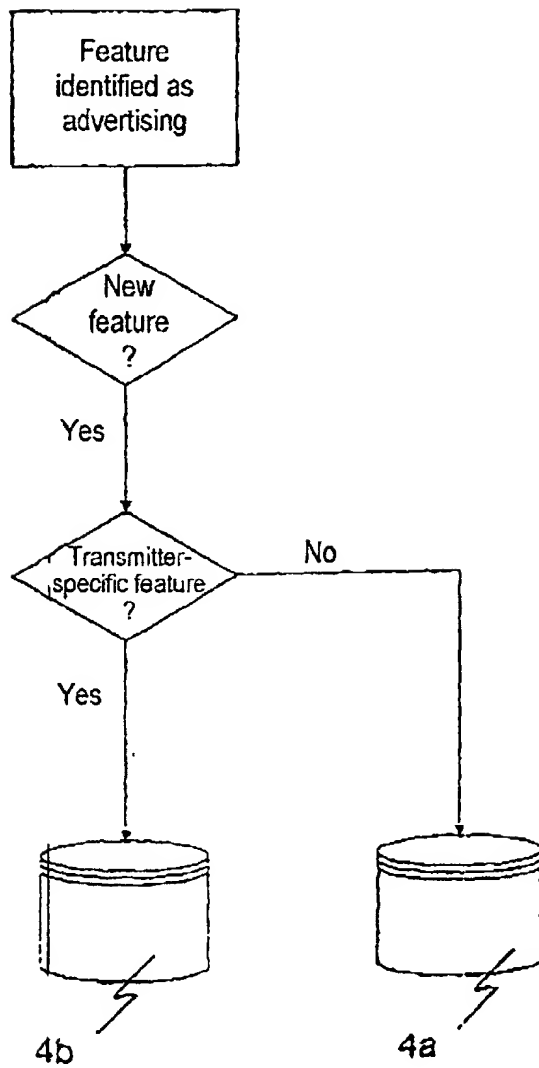 Feature
identified as
advertising
New
feature
?
Yes
Transmitter-
specific feature
?
No
Yes
4b
4a